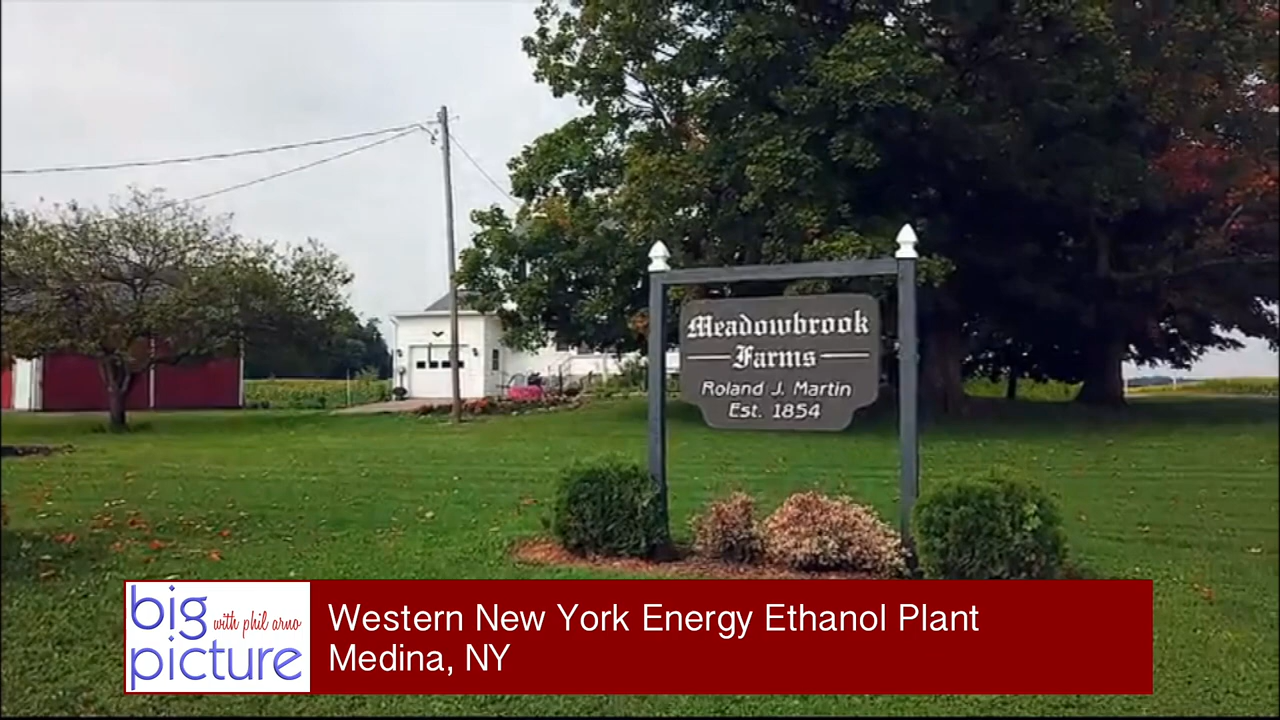 Meadowbrook
Farms
Roland J. Martin
Est. 1854
big
with phil arno
picture
Western New York Energy Ethanol Plant
Medina, NY